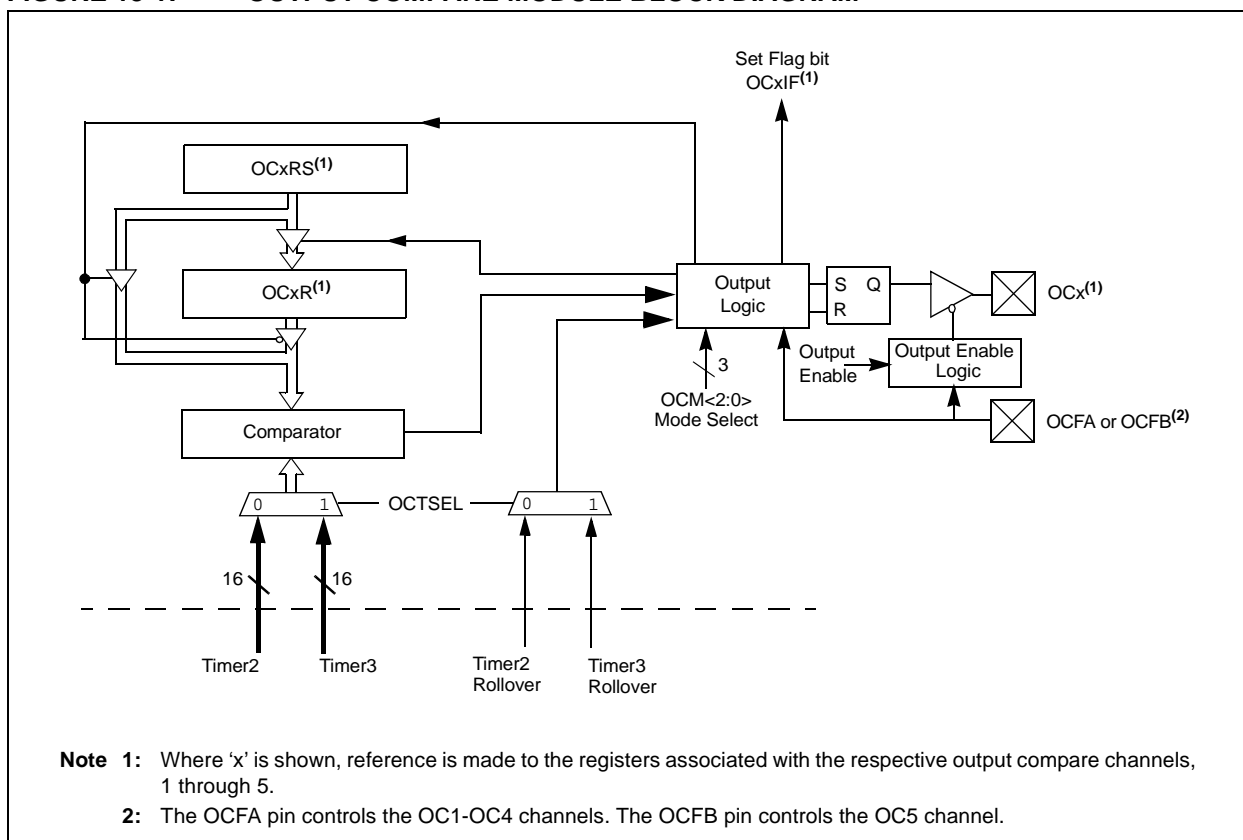 Set Flag bit
OCxIF(1)
OCxRS(1)
OCxR(1)
Output
Logic
S Q
R
OCx(1)
Output
Enable
Output Enable
Logic
3
OCM<2:0>
Mode Select
OCFA or OCFB(2)
Comparator
0 1
OCTSEL
0 1
16
16
Timer2
Timer3
Timer2
Rollover
Timer3
Rollover
Note 1: Where ‘x’ is shown, reference is made to the registers associated with the respective output compare channels,
1 through 5.
2: The OCFA pin controls the OC1-OC4 channels. The OCFB pin controls the OC5 channel.